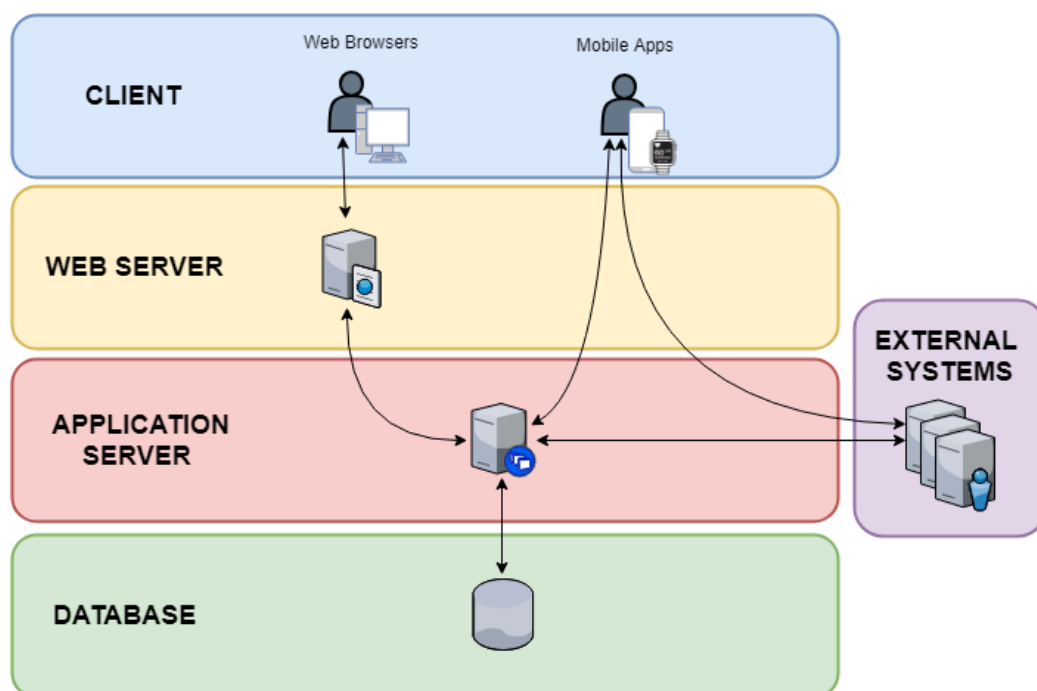 Web Browsers
Mobile Apps
CLIENT
WEB SERVER
EXTERNAL
SYSTEMS
APPLICATION
SERVER
DATABASE